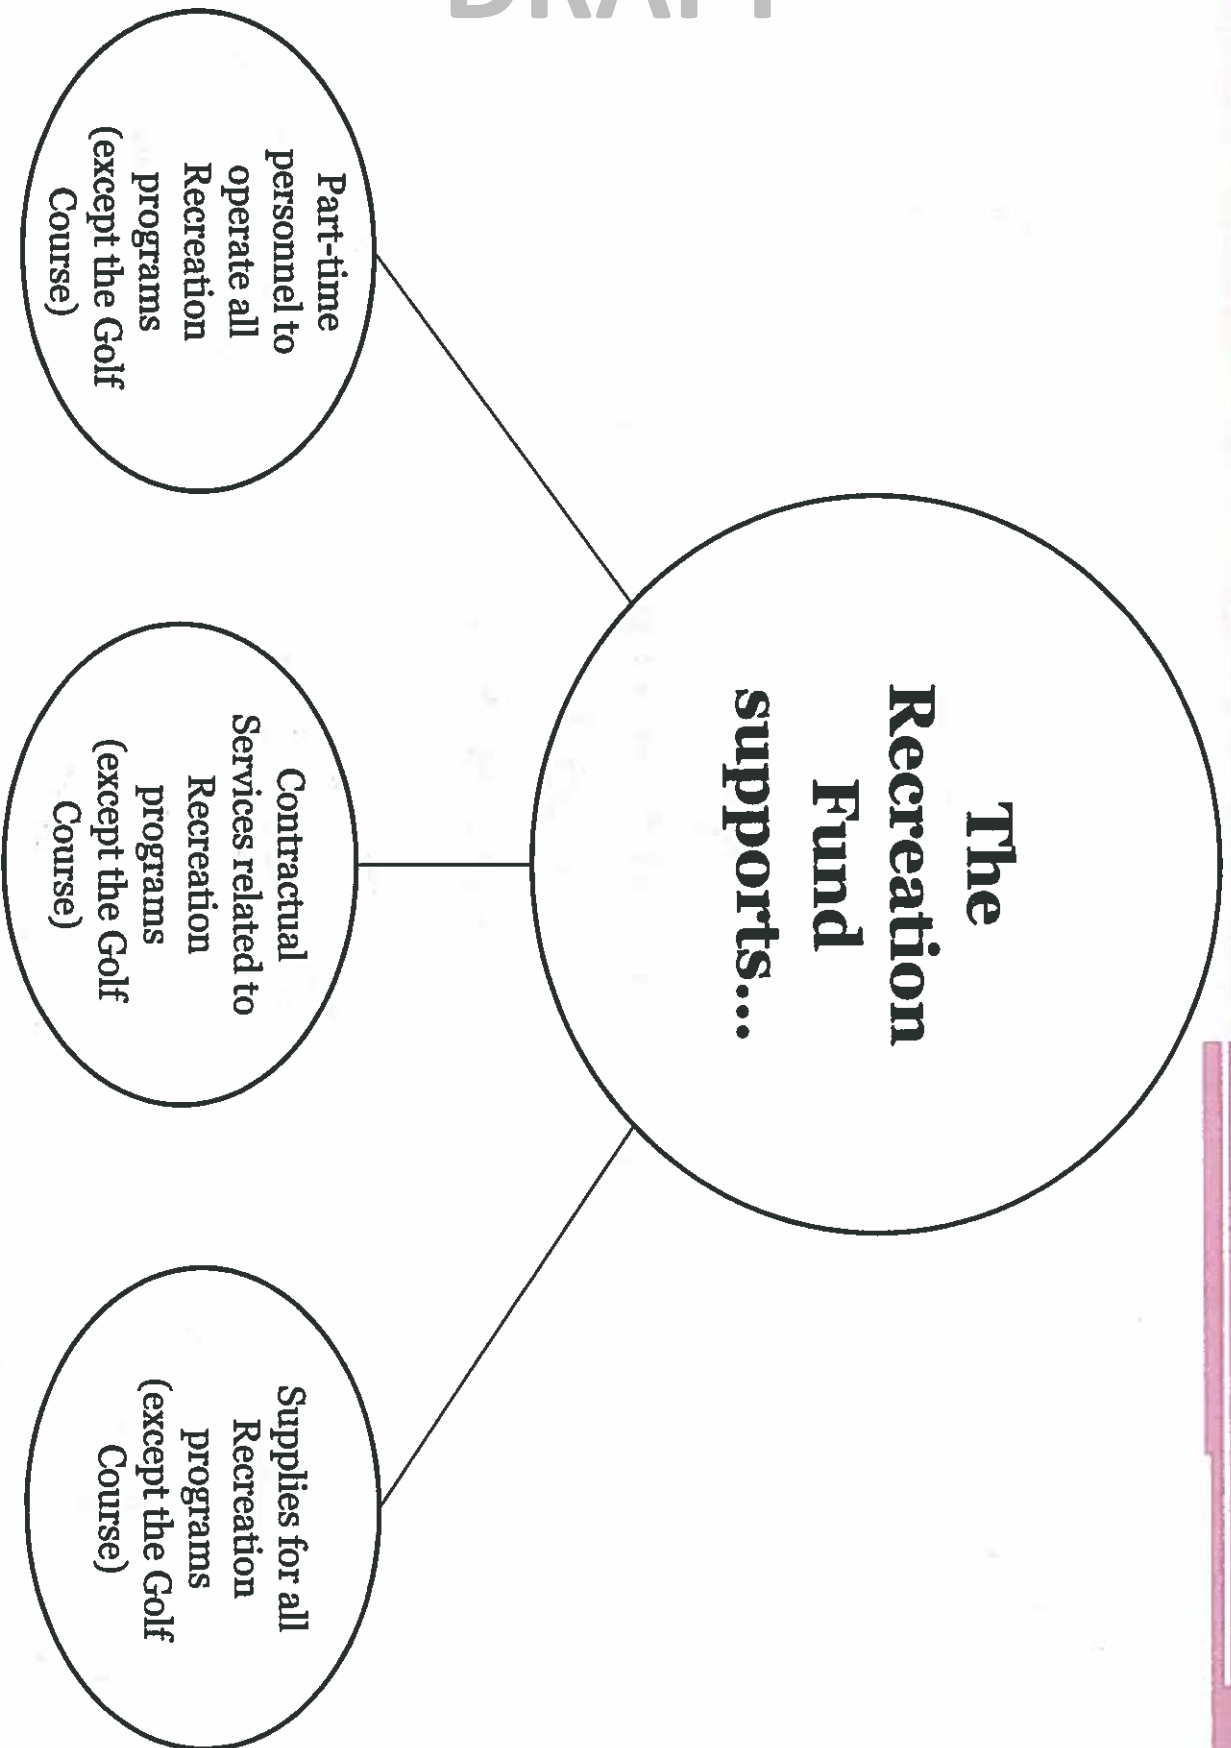 DRAFT
The
Recreation
Fund
supports...
Part-time
personnel to
operate all
Recreation
programs
(except the Golf
Course)
Contractual
Services related to
Recreation
programs
(except the Golf
Course)
Supplies for all
Recreation
programs
(except the Golf
Course)